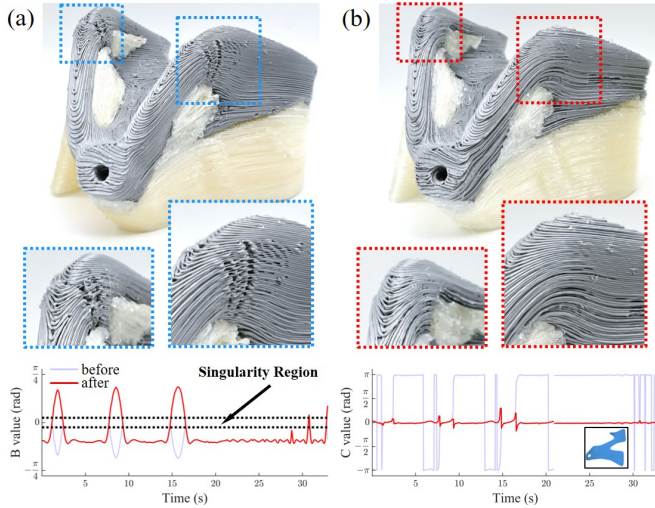 (a)
(b)
before
after
Singularity Region
B value (rad)
π/4
0
−π/4
5 10 15 20 25 30
Time (s)
C value (rad)
π
π/2
0
−π/2
−π
5 10 15 20 25 30
Time (s)